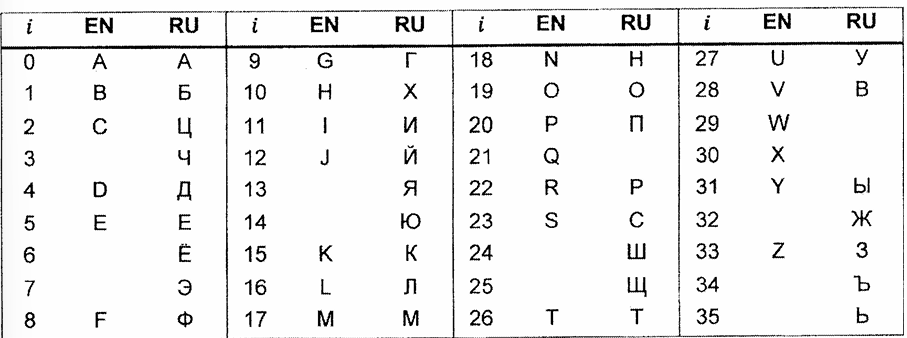 i EN RU i EN RU i EN RU i EN RU
0 A А 9 G Г 18 N Н 27 U У
1 B Б 10 H Х 19 O О 28 V В
2 C Ц 11 I И 20 P П 29 W
3 Ч 12 J Й 21 Q 30 X
4 D Д 13 Я 22 R Р 31 Y Ы
5 E Е 14 Ю 23 S С 32 Ж
6 Ё 15 K К 24 Ш 33 Z З
7 Э 16 L Л 25 Щ 34 Ъ
8 F Ф 17 M М 26 T Т 35 Ь